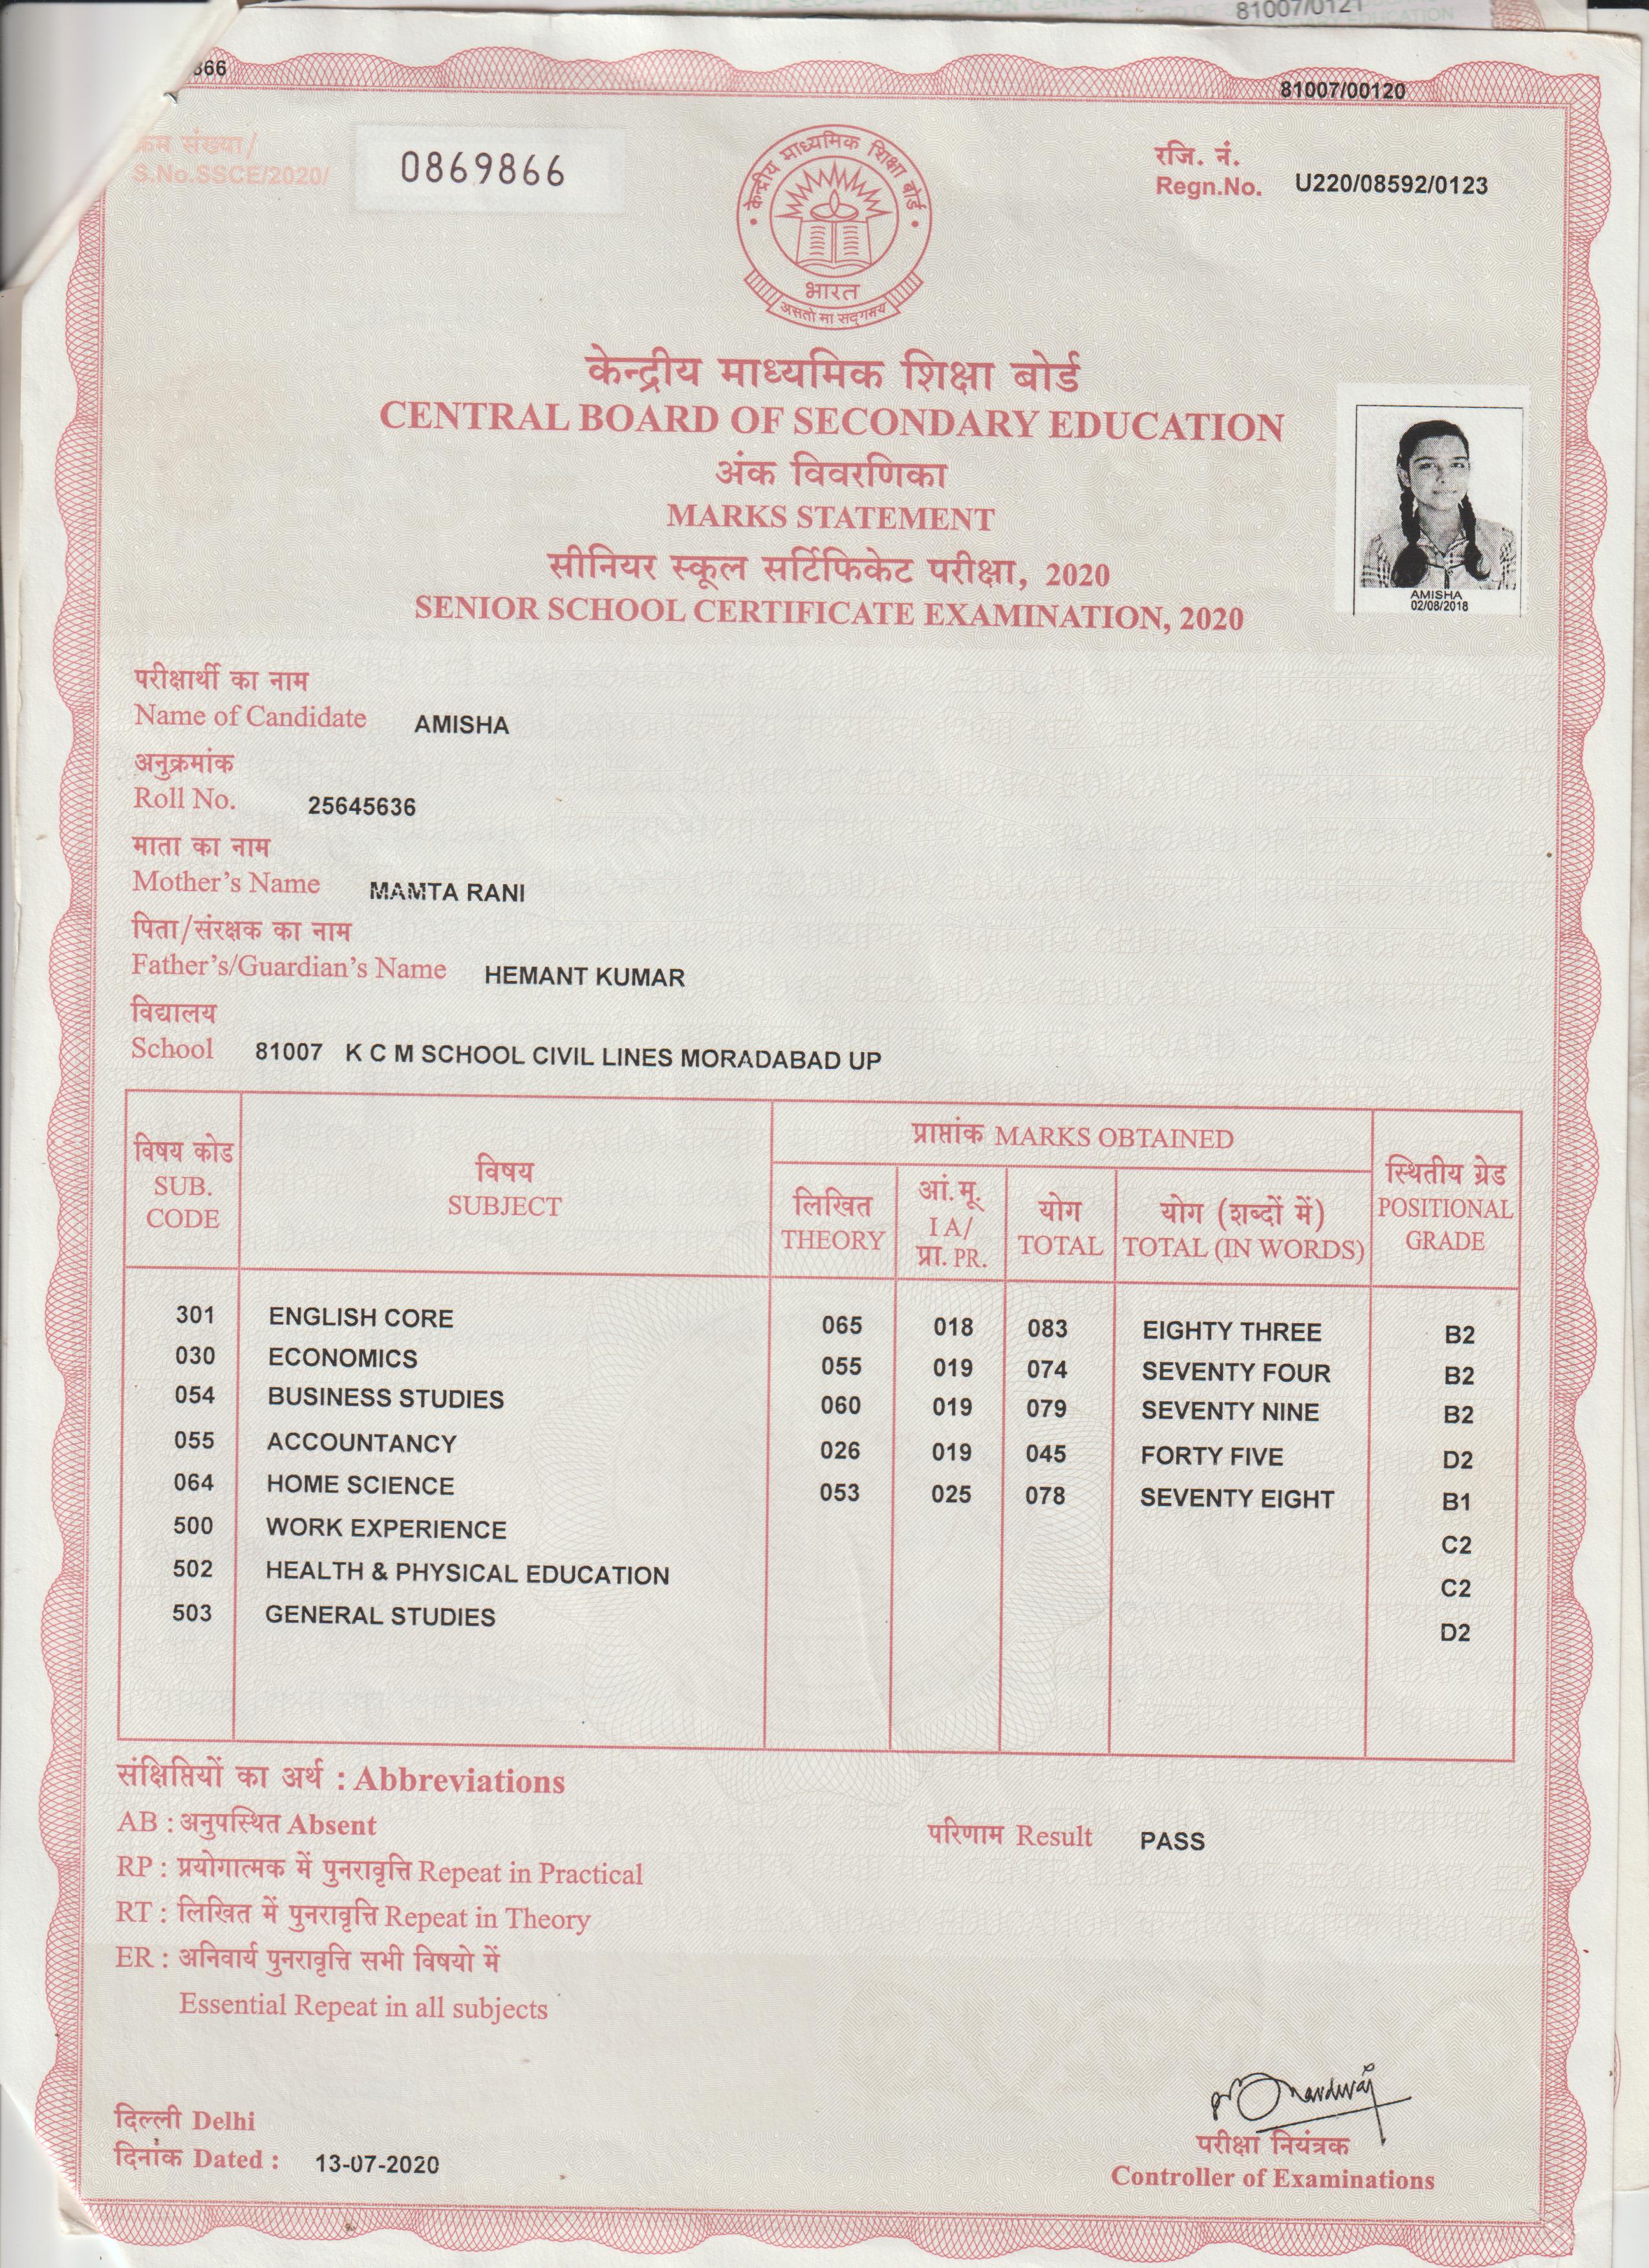 81007/0121
866
81007/00120
क्रम संख्या/
S.No.SSCE/2020/
0869866
रजि. नं.
Regn.No. U220/08592/0123
केन्द्रीय माध्यमिक शिक्षा बोर्ड
भारत
असतो मा सद्गमय
केन्द्रीय माध्यमिक शिक्षा बोर्ड
CENTRAL BOARD OF SECONDARY EDUCATION
अंक विवरणिका
MARKS STATEMENT
सीनियर स्कूल सर्टिफिकेट परीक्षा, 2020
SENIOR SCHOOL CERTIFICATE EXAMINATION, 2020
AMISHA
02/08/2018
परीक्षार्थी का नाम
Name of Candidate AMISHA
अनुक्रमांक
Roll No. 25645636
माता का नाम
Mother's Name MAMTA RANI
पिता/संरक्षक का नाम
Father's/Guardian's Name HEMANT KUMAR
विद्यालय
School 81007 K C M SCHOOL CIVIL LINES MORADABAD UP
विषय कोड
SUB.
CODE
विषय
SUBJECT
प्राप्तांक MARKS OBTAINED
लिखित
THEORY
आं.मू.
I A/
प्रा. PR.
योग
TOTAL
योग (शब्दों में)
TOTAL (IN WORDS)
स्थितीय ग्रेड
POSITIONAL
GRADE
301 ENGLISH CORE 065 018 083 EIGHTY THREE B2
030 ECONOMICS 055 019 074 SEVENTY FOUR B2
054 BUSINESS STUDIES 060 019 079 SEVENTY NINE B2
055 ACCOUNTANCY 026 019 045 FORTY FIVE D2
064 HOME SCIENCE 053 025 078 SEVENTY EIGHT B1
500 WORK EXPERIENCE C2
502 HEALTH & PHYSICAL EDUCATION C2
503 GENERAL STUDIES D2
संक्षिप्तियों का अर्थ : Abbreviations
AB : अनुपस्थित Absent
RP : प्रयोगात्मक में पुनरावृत्ति Repeat in Practical
RT : लिखित में पुनरावृत्ति Repeat in Theory
ER : अनिवार्य पुनरावृत्ति सभी विषयो में
Essential Repeat in all subjects
परिणाम Result PASS
दिल्ली Delhi
दिनांक Dated : 13-07-2020
परीक्षा नियंत्रक
Controller of Examinations